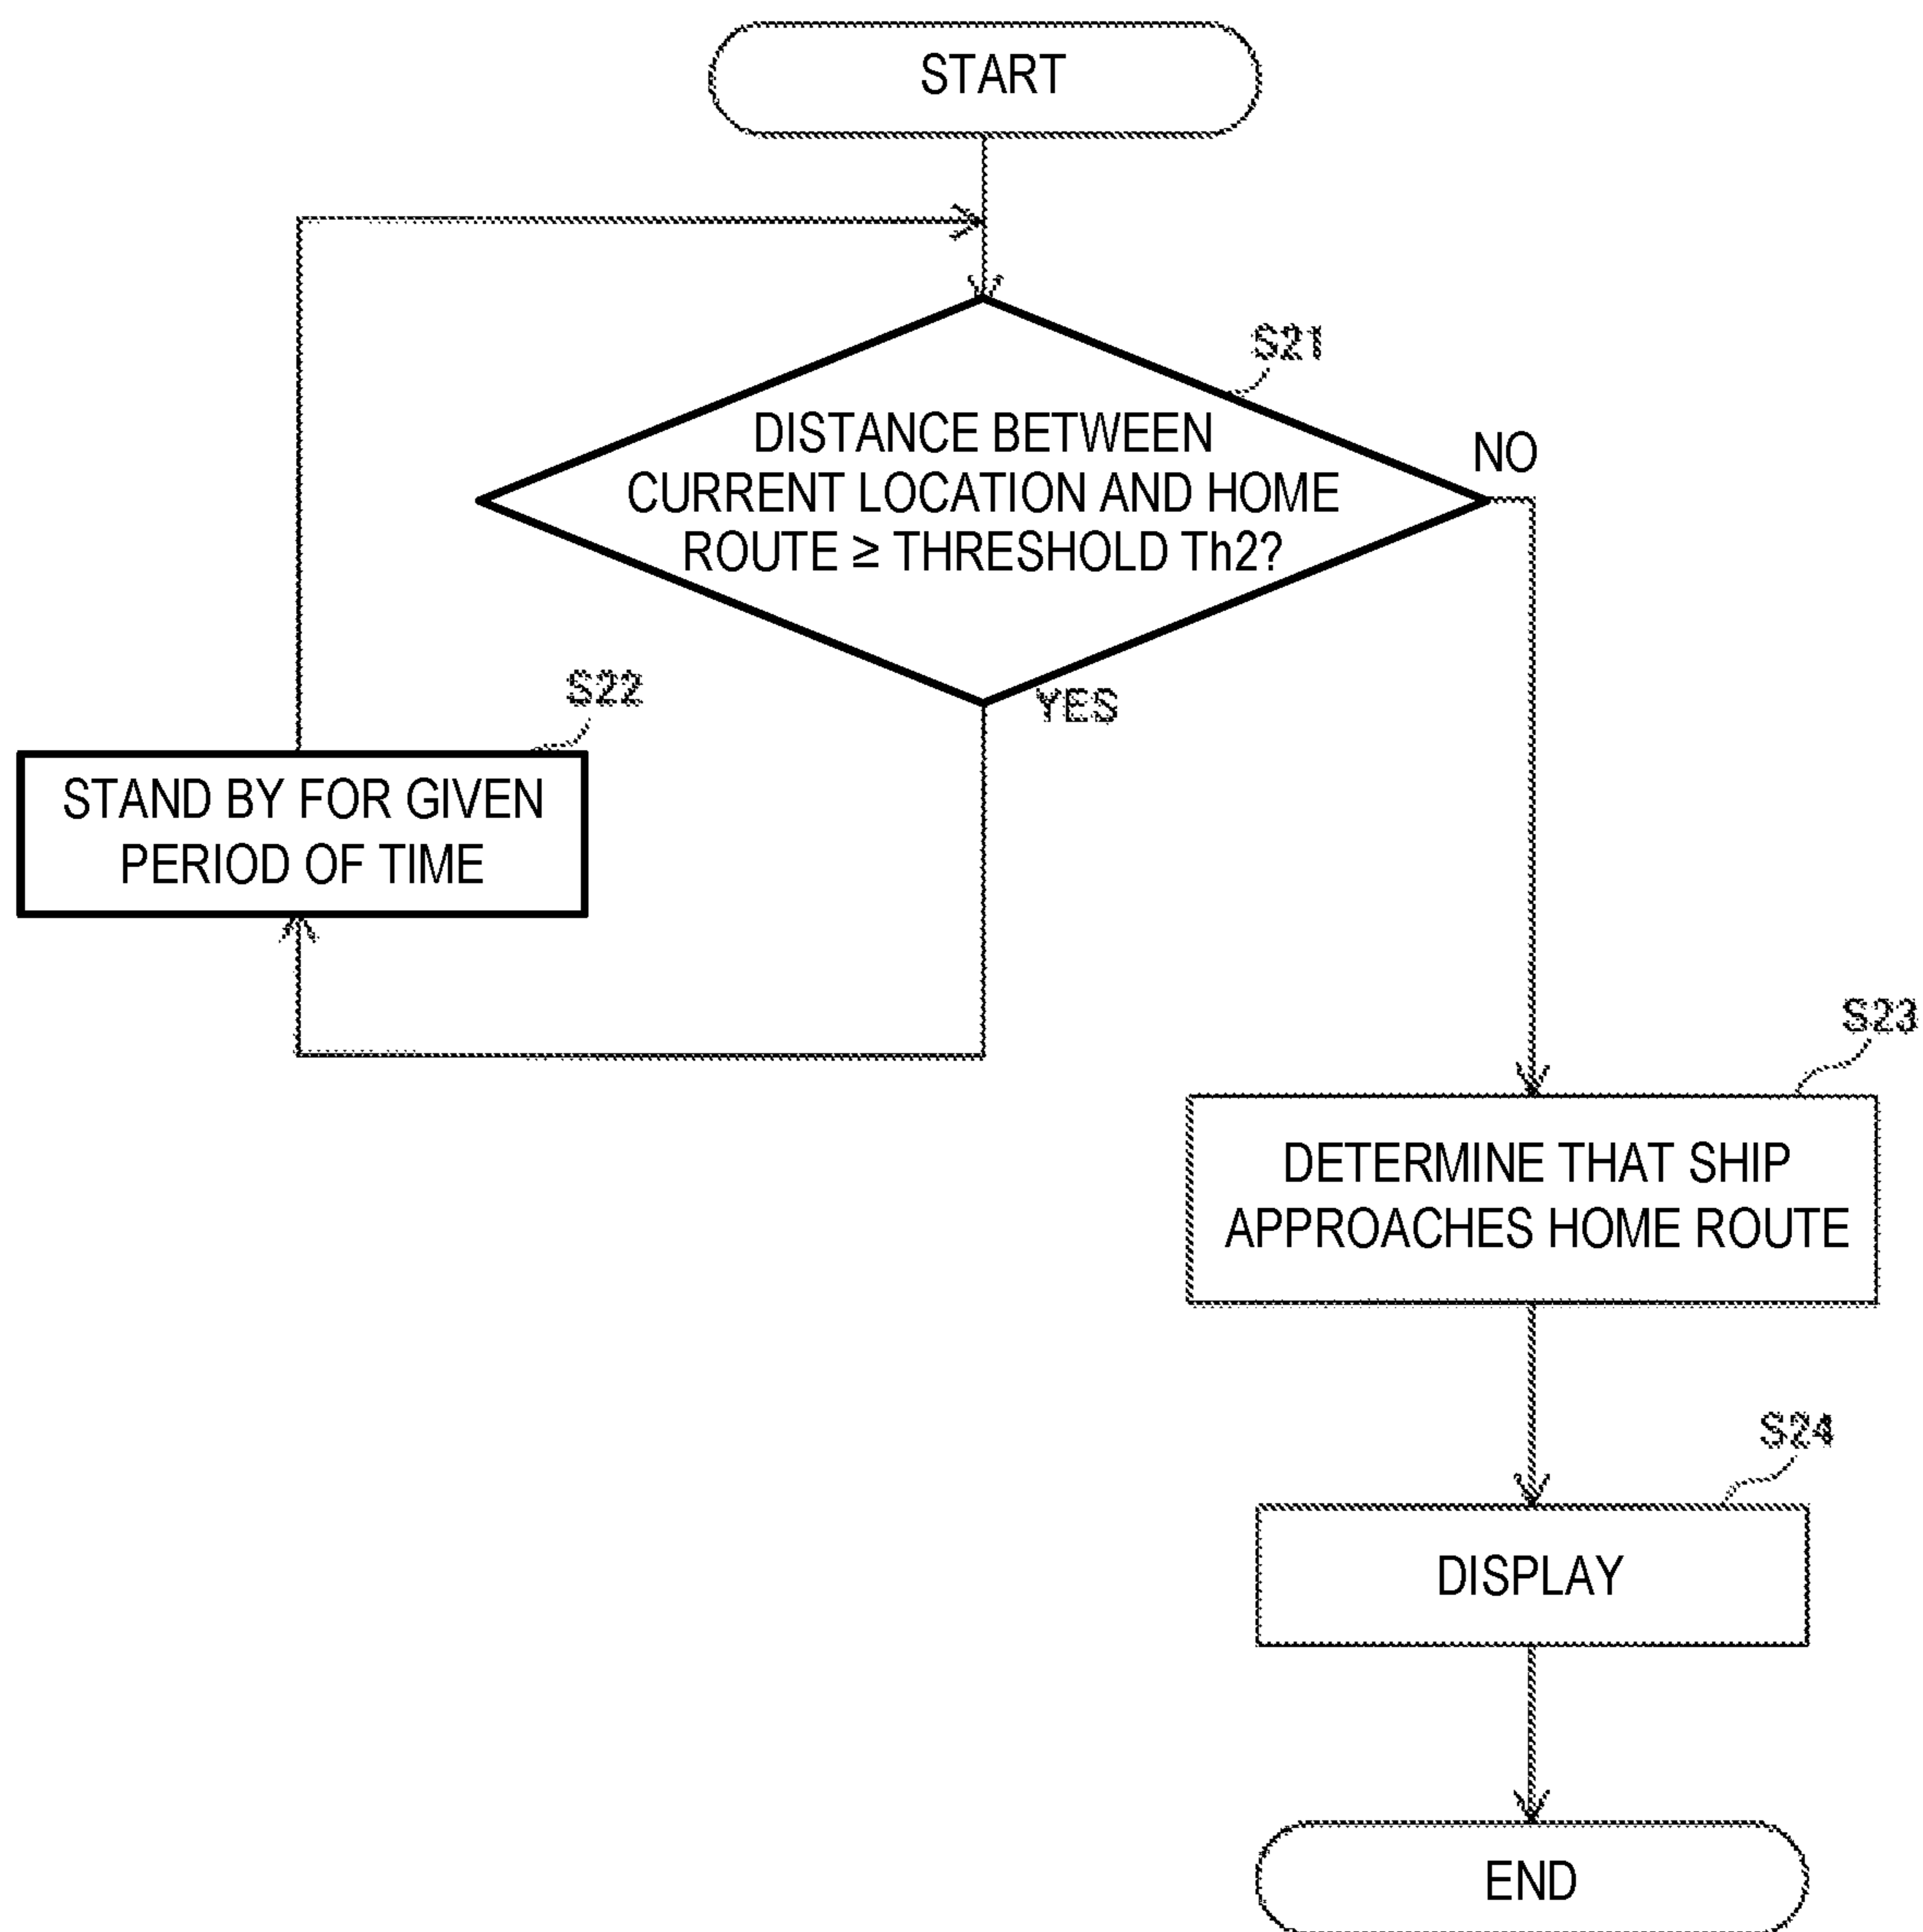 START
S21
DISTANCE BETWEEN
CURRENT LOCATION AND HOME
ROUTE ≥ THRESHOLD Th2?
NO
YES
S22
STAND BY FOR GIVEN
PERIOD OF TIME
S23
DETERMINE THAT SHIP
APPROACHES HOME ROUTE
S24
DISPLAY
END